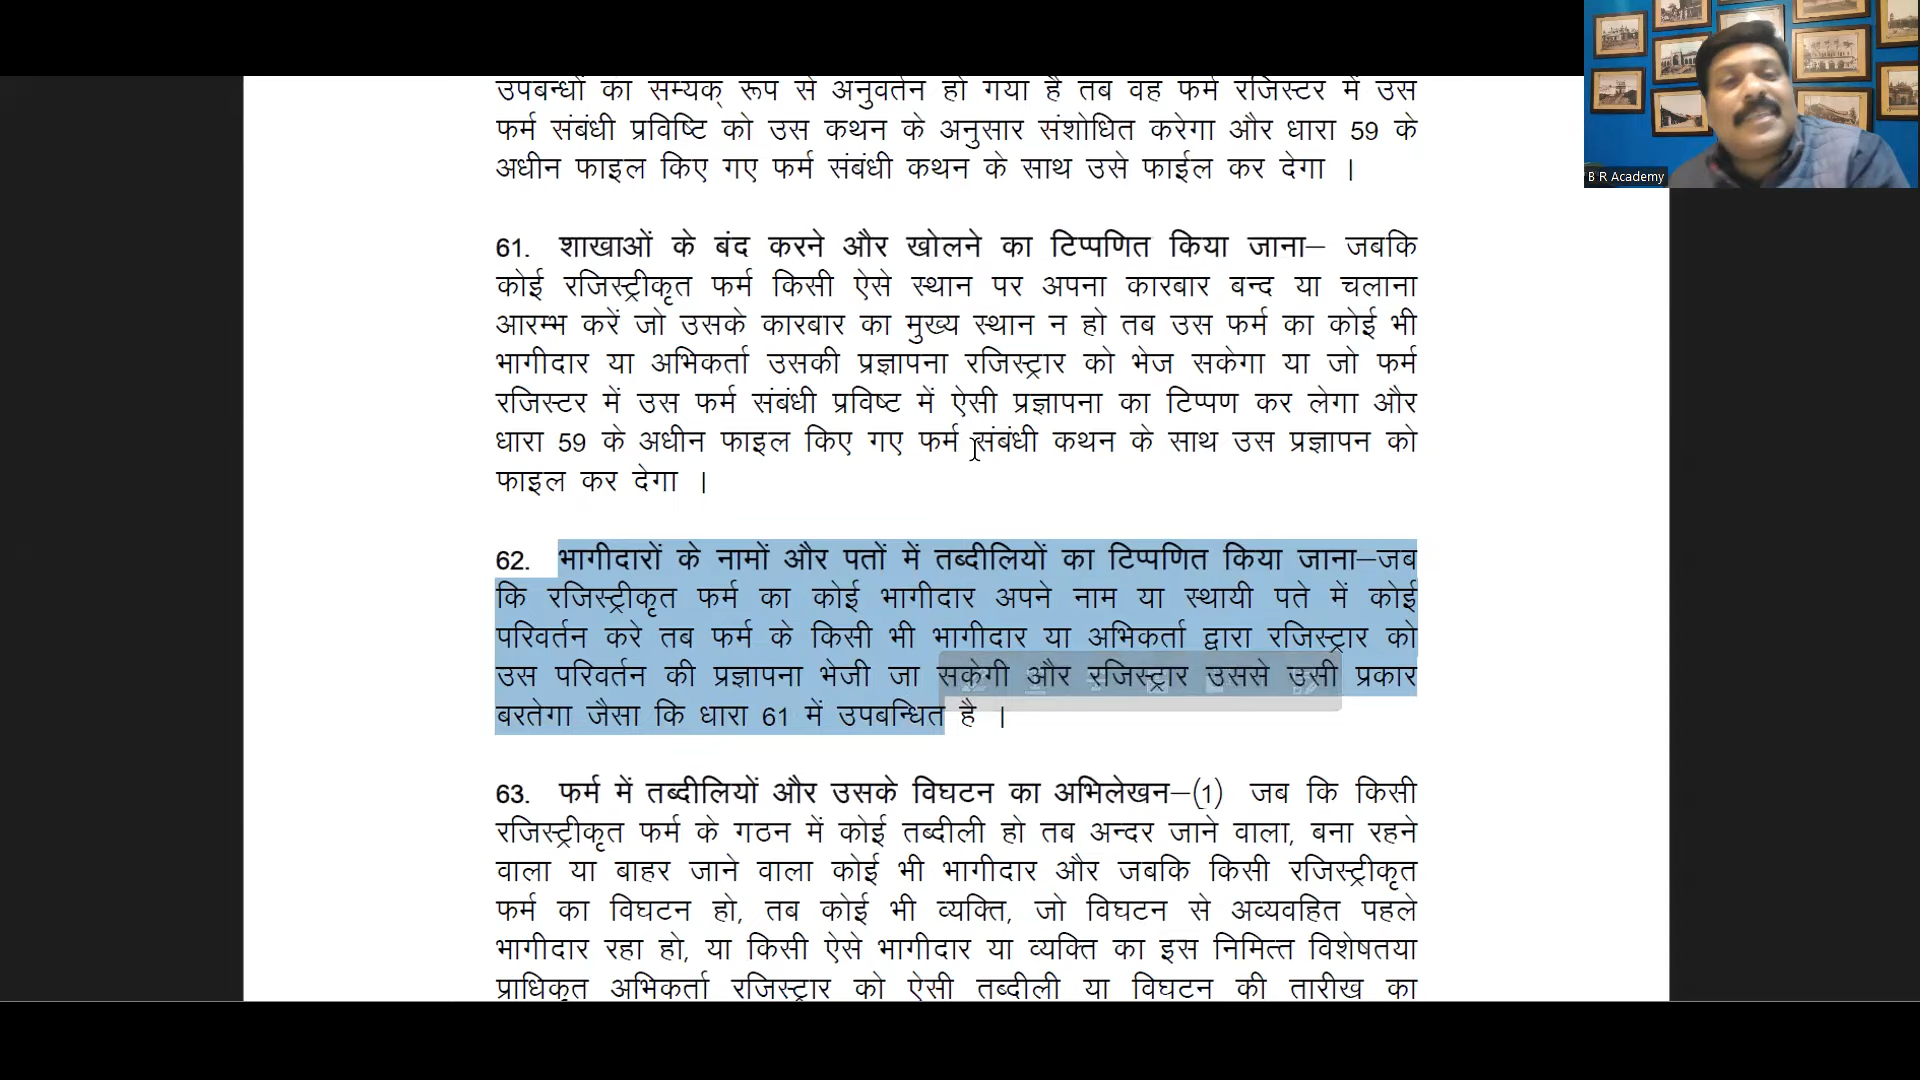 उपबन्धों का सम्यक् रूप से अनुवर्तन हो गया है तब वह फर्म रजिस्टर में उस
फर्म संबंधी प्रविष्टि को उस कथन के अनुसार संशोधित करेगा और धारा 59 के
अधीन फाइल किए गए फर्म संबंधी कथन के साथ उसे फाईल कर देगा ।
B R Academy
61. शाखाओं के बंद करने और खोलने का टिप्पणित किया जाना– जबकि
कोई रजिस्ट्रीकृत फर्म किसी ऐसे स्थान पर अपना कारबार बन्द या चलाना
आरम्भ करें जो उसके कारबार का मुख्य स्थान न हो तब उस फर्म का कोई भी
भागीदार या अभिकर्ता उसकी प्रज्ञापना रजिस्ट्रार को भेज सकेगा या जो फर्म
रजिस्टर में उस फर्म संबंधी प्रविष्ट में ऐसी प्रज्ञापना का टिप्पण कर लेगा और
धारा 59 के अधीन फाइल किए गए फर्म संबंधी कथन के साथ उस प्रज्ञापन को
फाइल कर देगा ।
62. भागीदारों के नामों और पतों में तब्दीलियों का टिप्पणित किया जाना–जब
कि रजिस्ट्रीकृत फर्म का कोई भागीदार अपने नाम या स्थायी पते में कोई
परिवर्तन करे तब फर्म के किसी भी भागीदार या अभिकर्ता द्वारा रजिस्ट्रार को
उस परिवर्तन की प्रज्ञापना भेजी जा सकेगी और रजिस्ट्रार उससे उसी प्रकार
बरतेगा जैसा कि धारा 61 में उपबन्धित है ।
63. फर्म में तब्दीलियों और उसके विघटन का अभिलेखन–(1) जब कि किसी
रजिस्ट्रीकृत फर्म के गठन में कोई तब्दीली हो तब अन्दर जाने वाला, बना रहने
वाला या बाहर जाने वाला कोई भी भागीदार और जबकि किसी रजिस्ट्रीकृत
फर्म का विघटन हो, तब कोई भी व्यक्ति, जो विघटन से अव्यवहित पहले
भागीदार रहा हो, या किसी ऐसे भागीदार या व्यक्ति का इस निमित्त विशेषतया
प्राधिकृत अभिकर्ता रजिस्ट्रार को ऐसी तब्दीली या विघटन की तारीख का